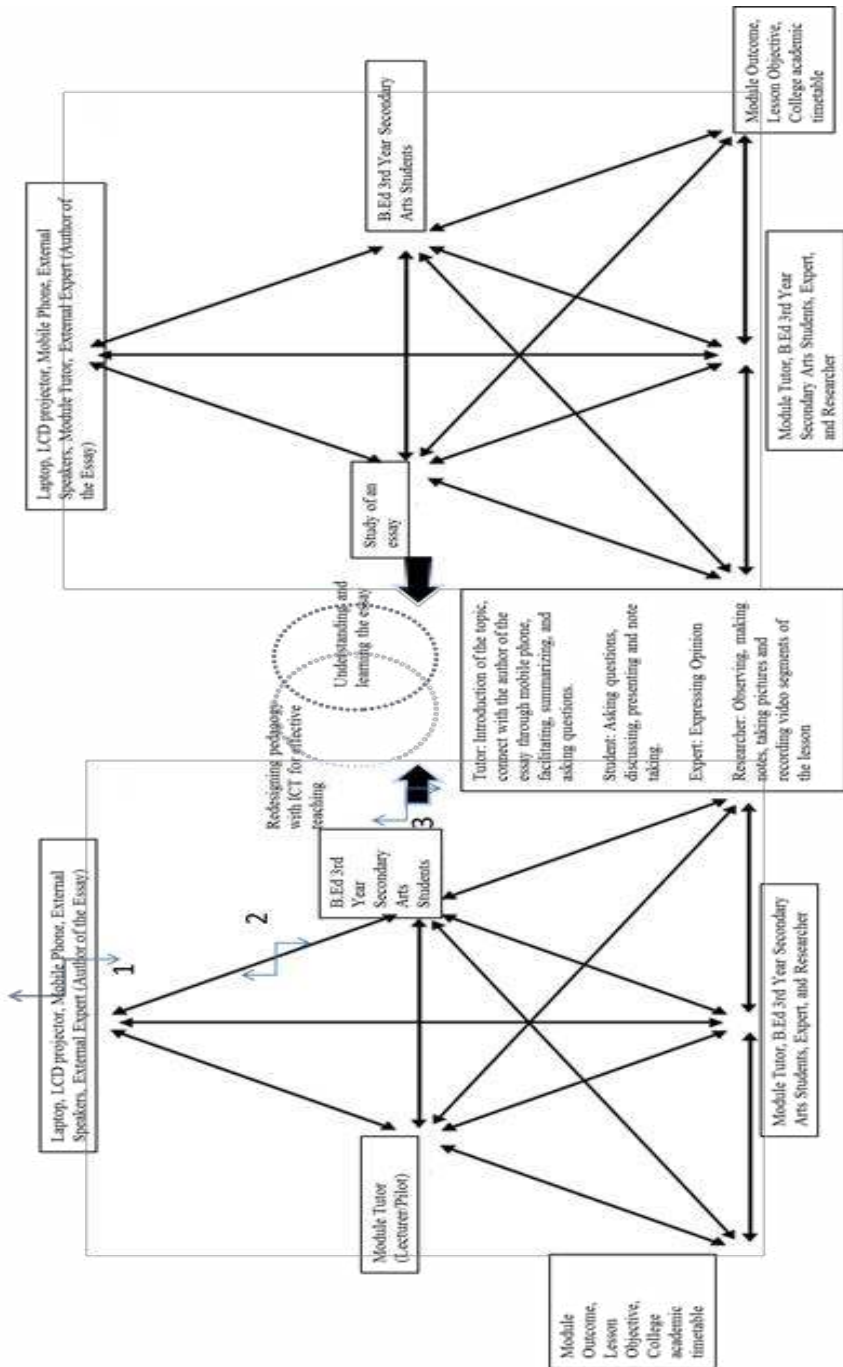 Laptop, LCD projector, Mobile Phone, External
Speakers, External Expert (Author of the Essay)
1
2
3
Module Tutor
(Lecturer/Pilot)
B.Ed 3rd
Year
Secondary
Arts
Students
Redesigning pedagogy
with ICT for effective
teaching
Module
Outcome,
Lesson
Objective,
College
academic
timetable
Module Tutor, B.Ed 3rd Year Secondary
Arts Students, Expert, and Researcher
Tutor: Introduction of the topic,
connect with the author of the
essay through mobile phone,
facilitating, summarizing, and
asking questions.
Student: Asking questions,
discussing, presenting and note
taking.
Expert: Expressing Opinion
Researcher: Observing, making
notes, taking pictures and
recording video segments of
the lesson
Understanding and
learning the essay
Laptop, LCD projector, Mobile Phone, External
Speakers, Module Tutor, External Expert (Author of
the Essay)
Study of an
essay
B.Ed 3rd Year Secondary
Arts Students
Module Tutor, B.Ed 3rd Year
Secondary Arts Students, Expert,
and Researcher
Module Outcome,
Lesson Objective,
College academic
timetable